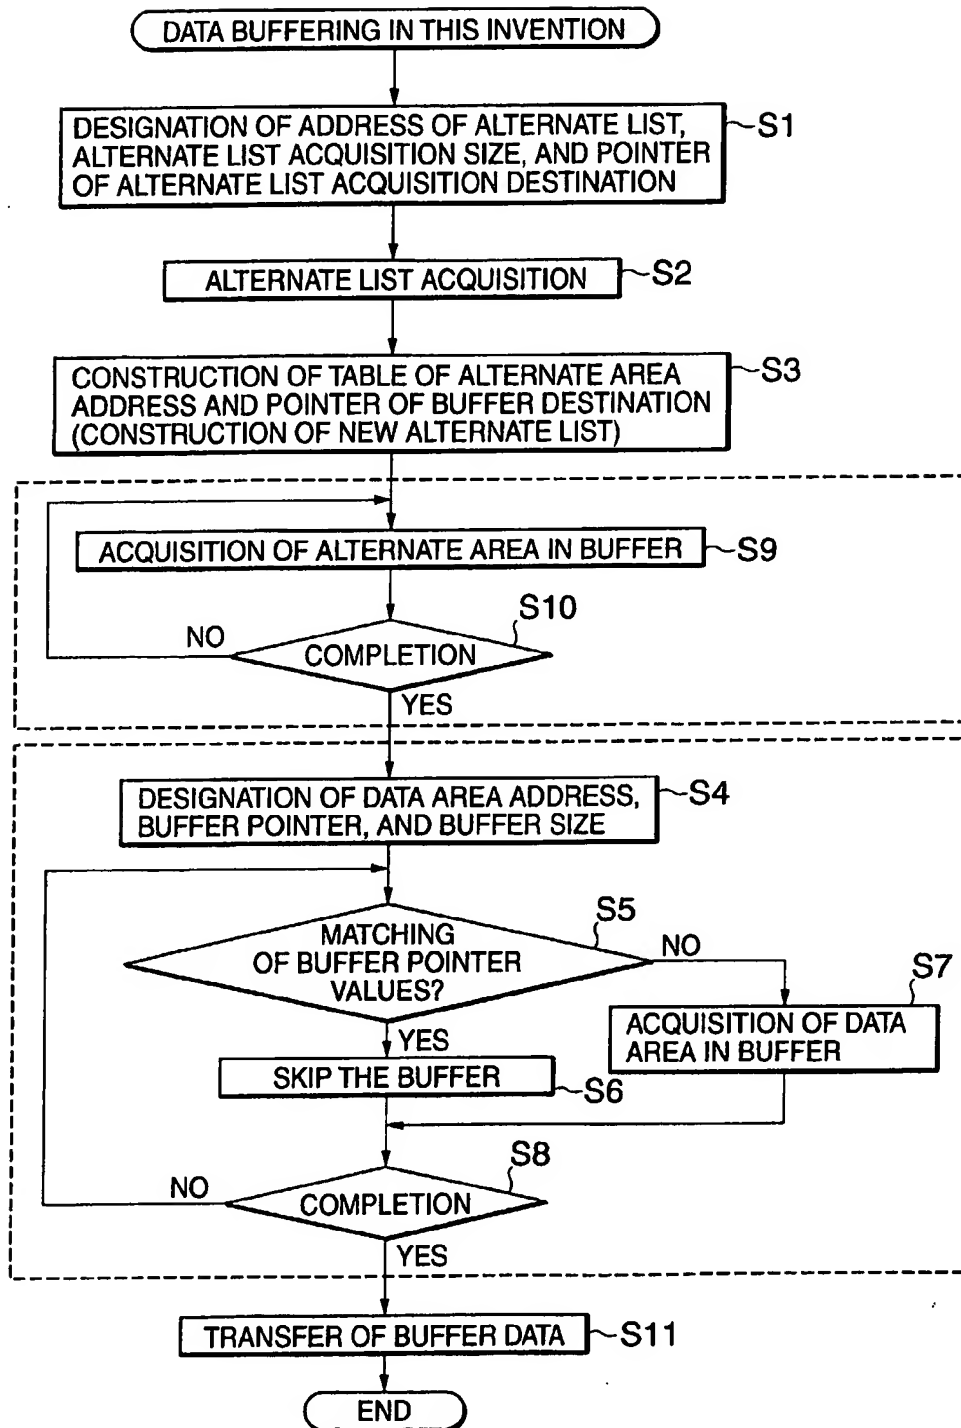 DATA BUFFERING IN THIS INVENTION
DESIGNATION OF ADDRESS OF ALTERNATE LIST,
ALTERNATE LIST ACQUISITION SIZE, AND POINTER
OF ALTERNATE LIST ACQUISITION DESTINATION
S1
ALTERNATE LIST ACQUISITION
S2
CONSTRUCTION OF TABLE OF ALTERNATE AREA
ADDRESS AND POINTER OF BUFFER DESTINATION
(CONSTRUCTION OF NEW ALTERNATE LIST)
S3
ACQUISITION OF ALTERNATE AREA IN BUFFER
S9
S10
NO
COMPLETION
YES
DESIGNATION OF DATA AREA ADDRESS,
BUFFER POINTER, AND BUFFER SIZE
S4
S5
MATCHING
OF BUFFER POINTER
VALUES?
NO
S7
YES
ACQUISITION OF DATA
AREA IN BUFFER
SKIP THE BUFFER
S6
S8
NO
COMPLETION
YES
TRANSFER OF BUFFER DATA
S11
END